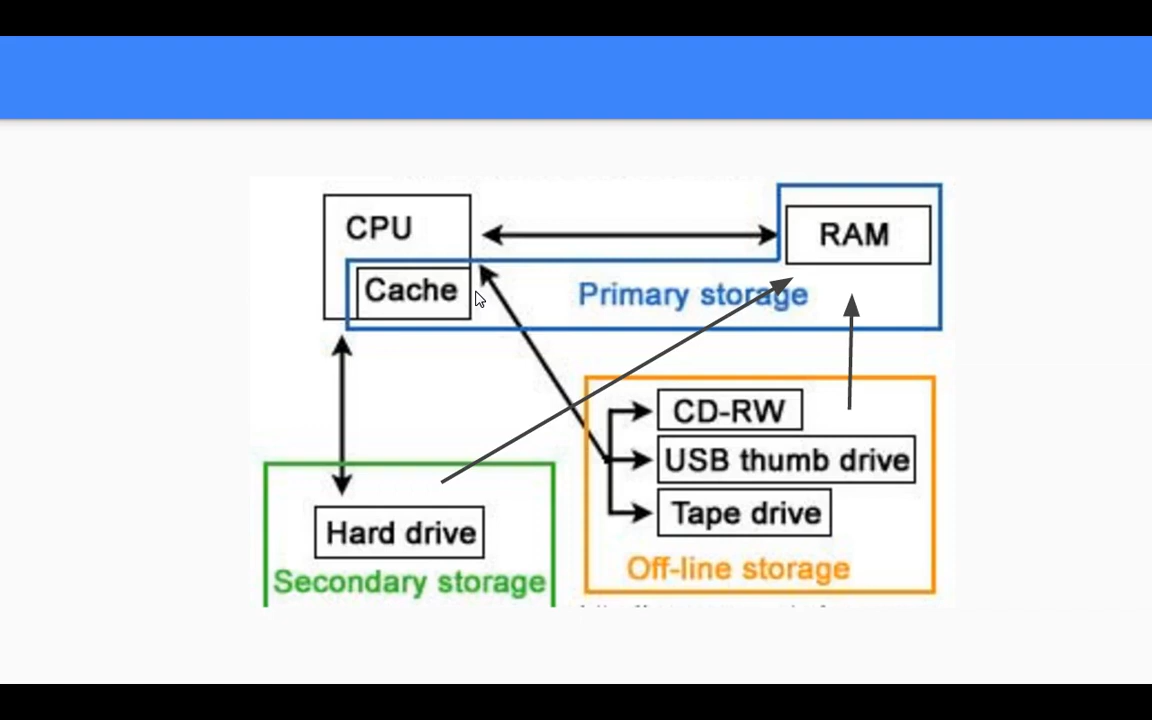 CPU
RAM
Cache
Primary storage
CD-RW
USB thumb drive
Tape drive
Off-line storage
Hard drive
Secondary storage